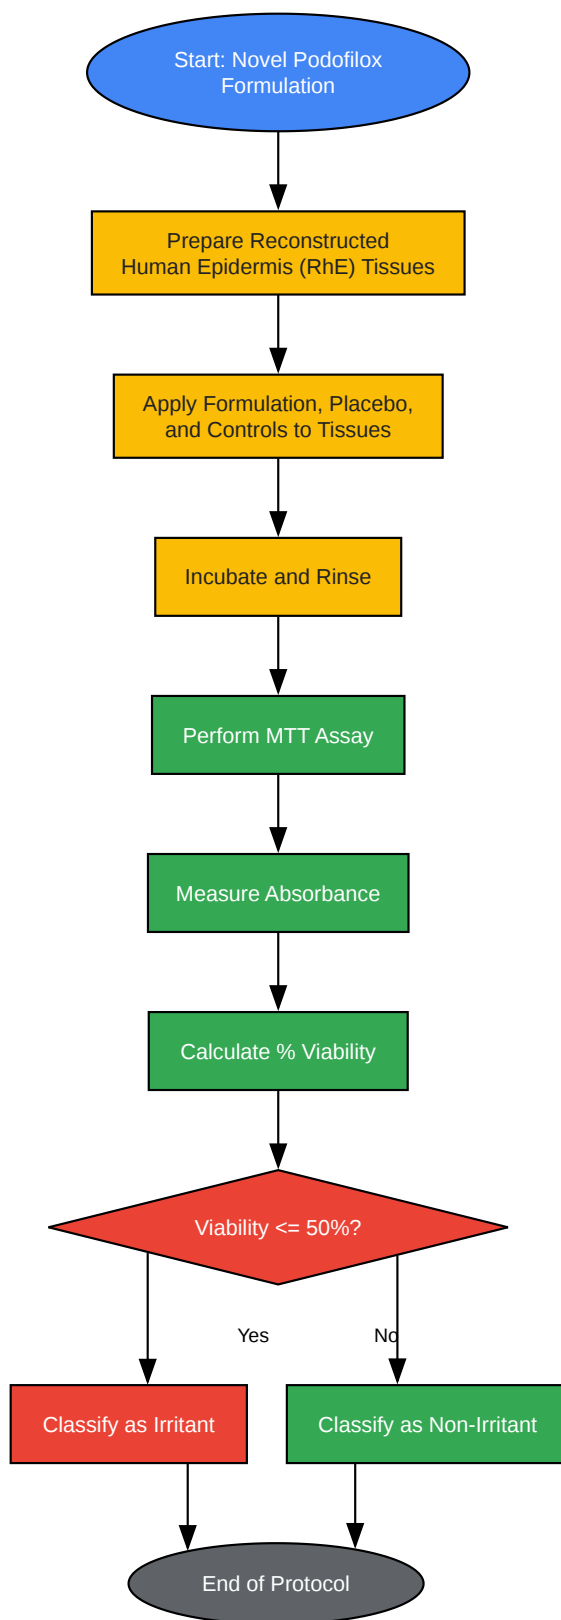 Start: Novel Podofilox
Formulation
Prepare Reconstructed
Human Epidermis (RhE) Tissues
Apply Formulation, Placebo,
and Controls to Tissues
Incubate and Rinse
Perform MTT Assay
Measure Absorbance
Calculate % Viability
Viability <= 50%?
Yes
No
Classify as Irritant
Classify as Non-Irritant
End of Protocol